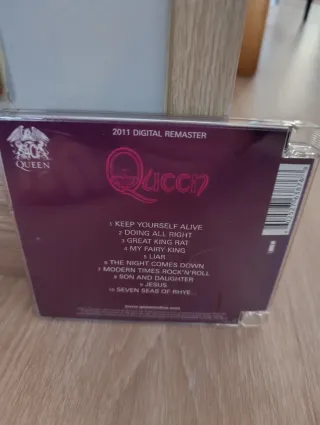 2011 DIGITAL REMASTER
QUEEN
Queen
1 KEEP YOURSELF ALIVE
2 DOING ALL RIGHT
3 GREAT KING RAT
4 MY FAIRY KING
5 LIAR
6 THE NIGHT COMES DOWN
7 MODERN TIMES ROCK'N'ROLL
8 SON AND DAUGHTER
9 JESUS
10 SEVEN SEAS OF RHYE...